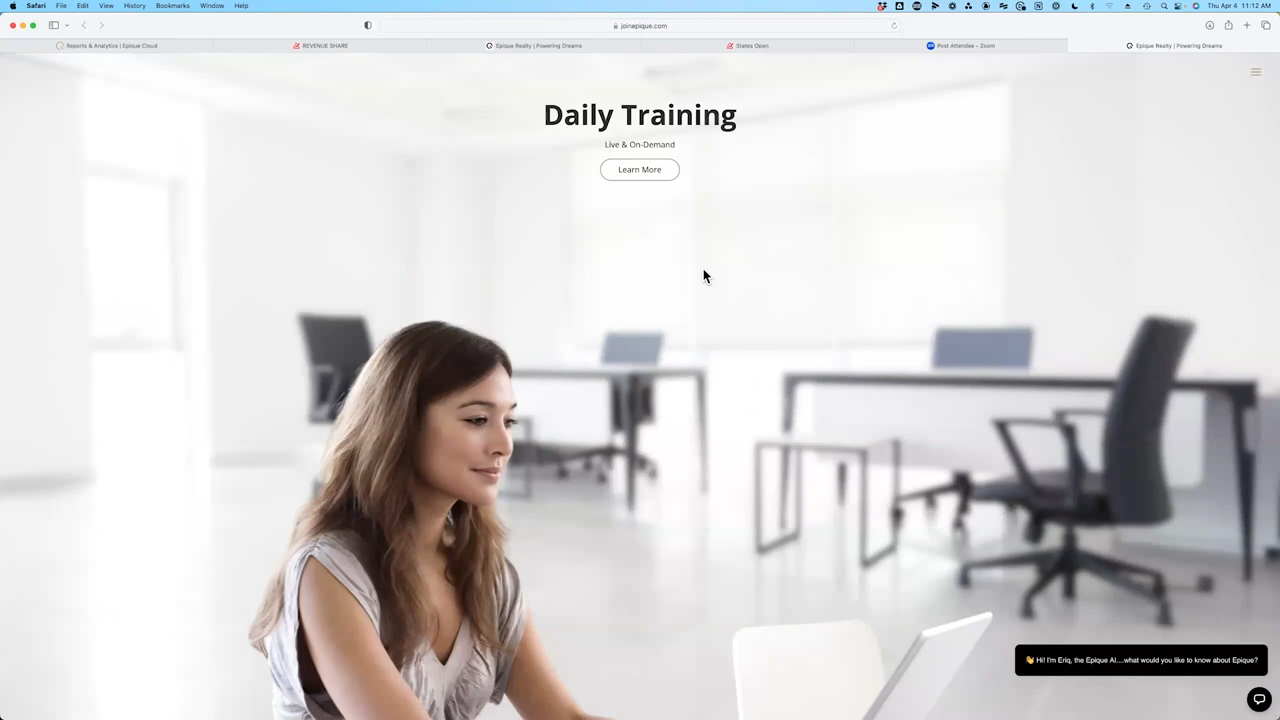 Safari File Edit View History Bookmarks Window Help Thu Apr 4 11:12 AM
joinepique.com
Reports & Analytics | Epique Cloud REVENUE SHARE Epique Realty | Powering Dreams States Open Post Attendee - Zoom Epique Realty | Powering Dreams
Daily Training
Live & On-Demand
Learn More
👋 Hi! I'm Eriq, the Epique AI....what would you like to know about Epique?